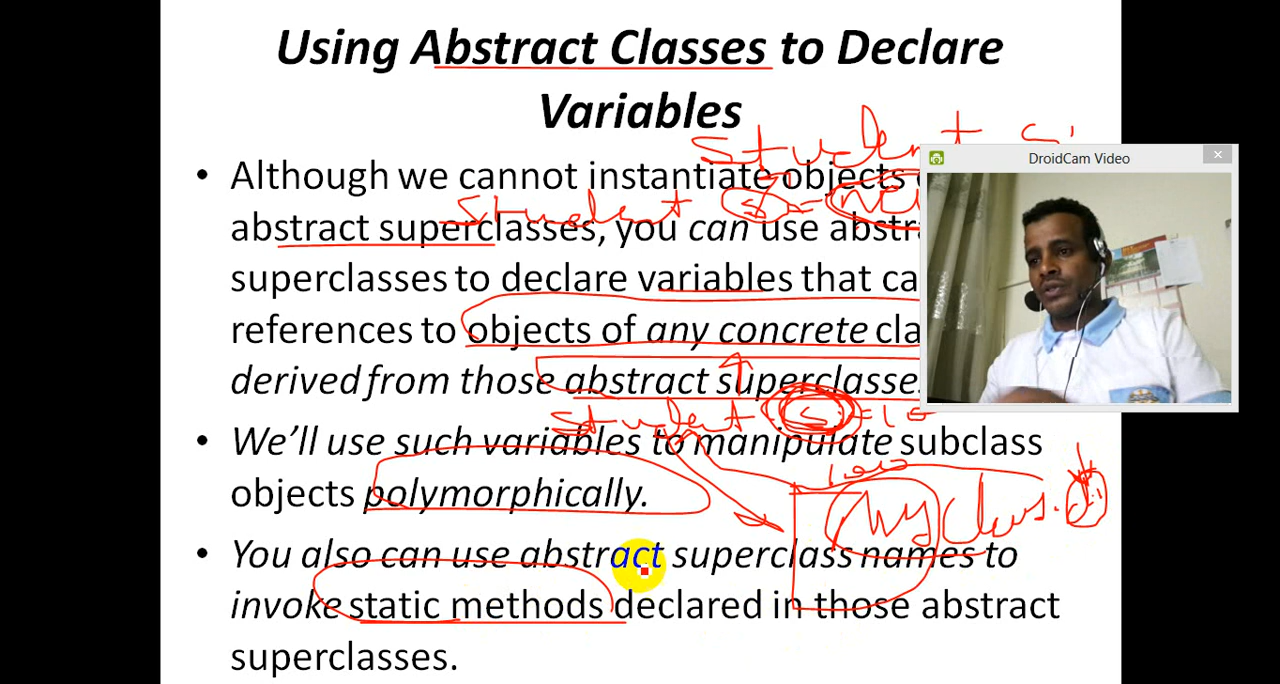 Using Abstract Classes to Declare
Variables
student s;
• Although we cannot instantiate objects
student s =
abstract superclasses, you can use
DroidCam Video
superclasses to declare variables that
references to objects of any concrete
derived from those abstract superclasse
student s
• We'll use such variables to manipulate subclass
objects polymorphically.
• You also can use abstract superclass names to
invoke static methods declared in those abstract
superclasses.